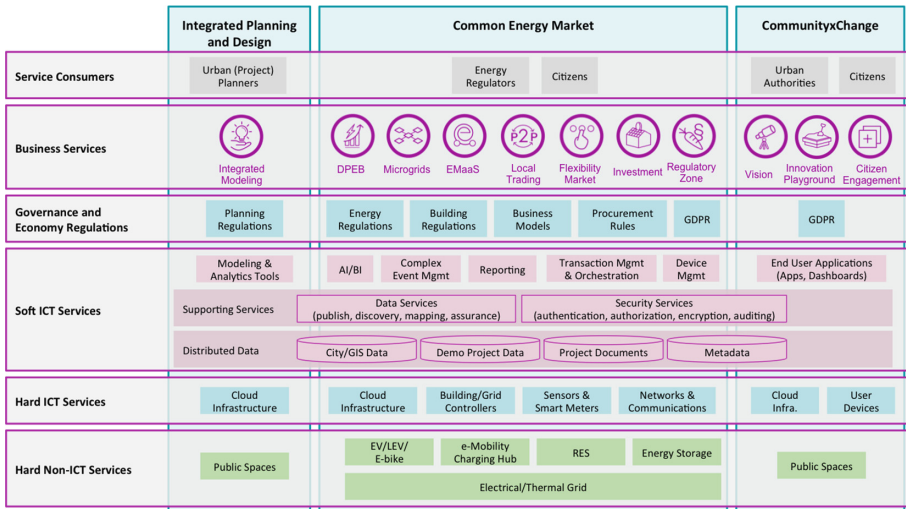 Integrated Planning
and Design
Common Energy Market
CommunityxChange
Service Consumers
Urban (Project)
Planners
Energy
Regulators
Citizens
Urban
Authorities
Citizens
Business Services
Integrated
Modeling
DPEB
Microgrids
EMaaS
P2P
Local
Trading
Flexibility
Market
Investment
§
Regulatory
Zone
Vision
Innovation
Playground
Citizen
Engagement
Governance and
Economy Regulations
Planning
Regulations
Energy
Regulations
Building
Regulations
Business
Models
Procurement
Rules
GDPR
GDPR
Soft ICT Services
Modeling &
Analytics Tools
AI/BI
Complex
Event Mgmt
Reporting
Transaction Mgmt
& Orchestration
Device
Mgmt
End User Applications
(Apps, Dashboards)
Supporting Services
Data Services
(publish, discovery, mapping, assurance)
Security Services
(authentication, authorization, encryption, auditing)
Distributed Data
City/GIS Data
Demo Project Data
Project Documents
Metadata
Hard ICT Services
Cloud
Infrastructure
Cloud
Infrastructure
Building/Grid
Controllers
Sensors &
Smart Meters
Networks &
Communications
Cloud
Infra.
User
Devices
Hard Non-ICT Services
Public Spaces
EV/LEV/
E-bike
e-Mobility
Charging Hub
RES
Energy Storage
Public Spaces
Electrical/Thermal Grid